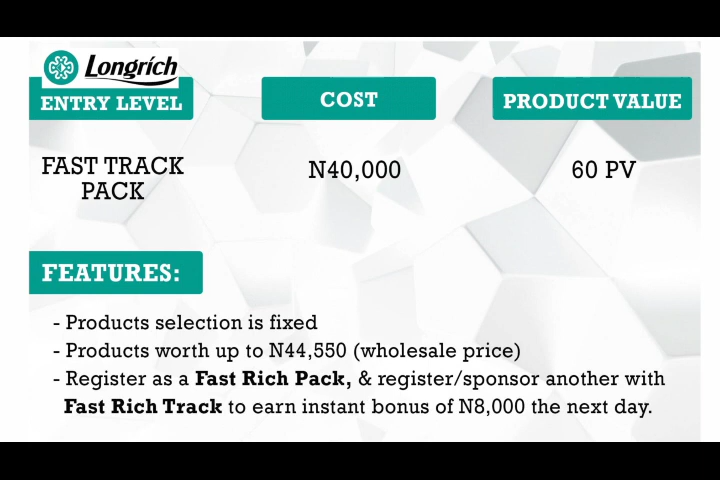 Longrich
ENTRY LEVEL
COST
PRODUCT VALUE
FAST TRACK
PACK
N40,000
60 PV
FEATURES:
- Products selection is fixed
- Products worth up to N44,550 (wholesale price)
- Register as a Fast Rich Pack, & register/sponsor another with
Fast Rich Track to earn instant bonus of N8,000 the next day.